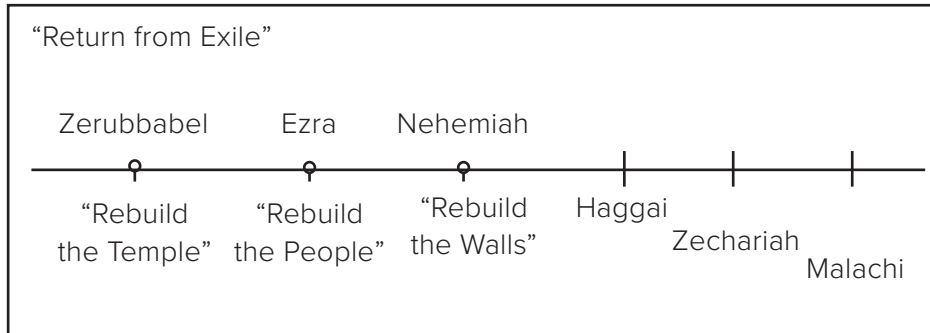 “Return from Exile”
Zerubbabel Ezra Nehemiah
“Rebuild
the Temple”
“Rebuild
the People”
“Rebuild
the Walls”
Haggai
Zechariah
Malachi